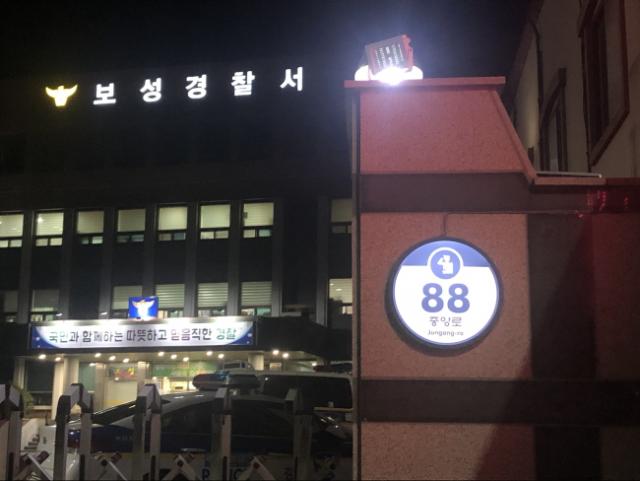 보성경찰서
88
중앙로
Jungang-ro
국민과 함께하는 따뜻하고 믿음직한 경찰